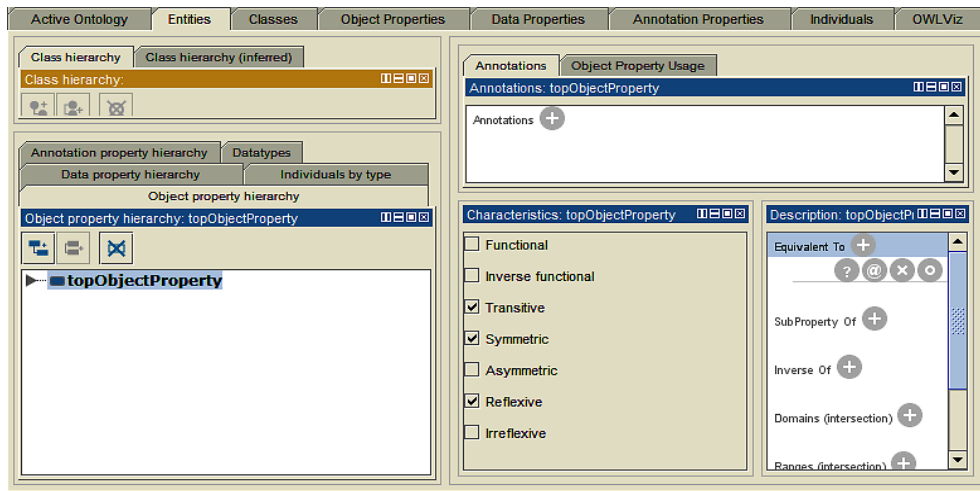 Active Ontology Entities Classes Object Properties Data Properties Annotation Properties Individuals OWLViz
Class hierarchy Class hierarchy (inferred)
Class hierarchy:
Annotation property hierarchy Datatypes
Data property hierarchy Individuals by type
Object property hierarchy
Object property hierarchy: topObjectProperty
topObjectProperty
Annotations Object Property Usage
Annotations: topObjectProperty
Annotations
Characteristics: topObjectProperty
Functional
Inverse functional
Transitive
Symmetric
Asymmetric
Reflexive
Irreflexive
Description: topObjectPr
Equivalent To
SubProperty Of
Inverse Of
Domains (intersection)
Ranges (intersection)